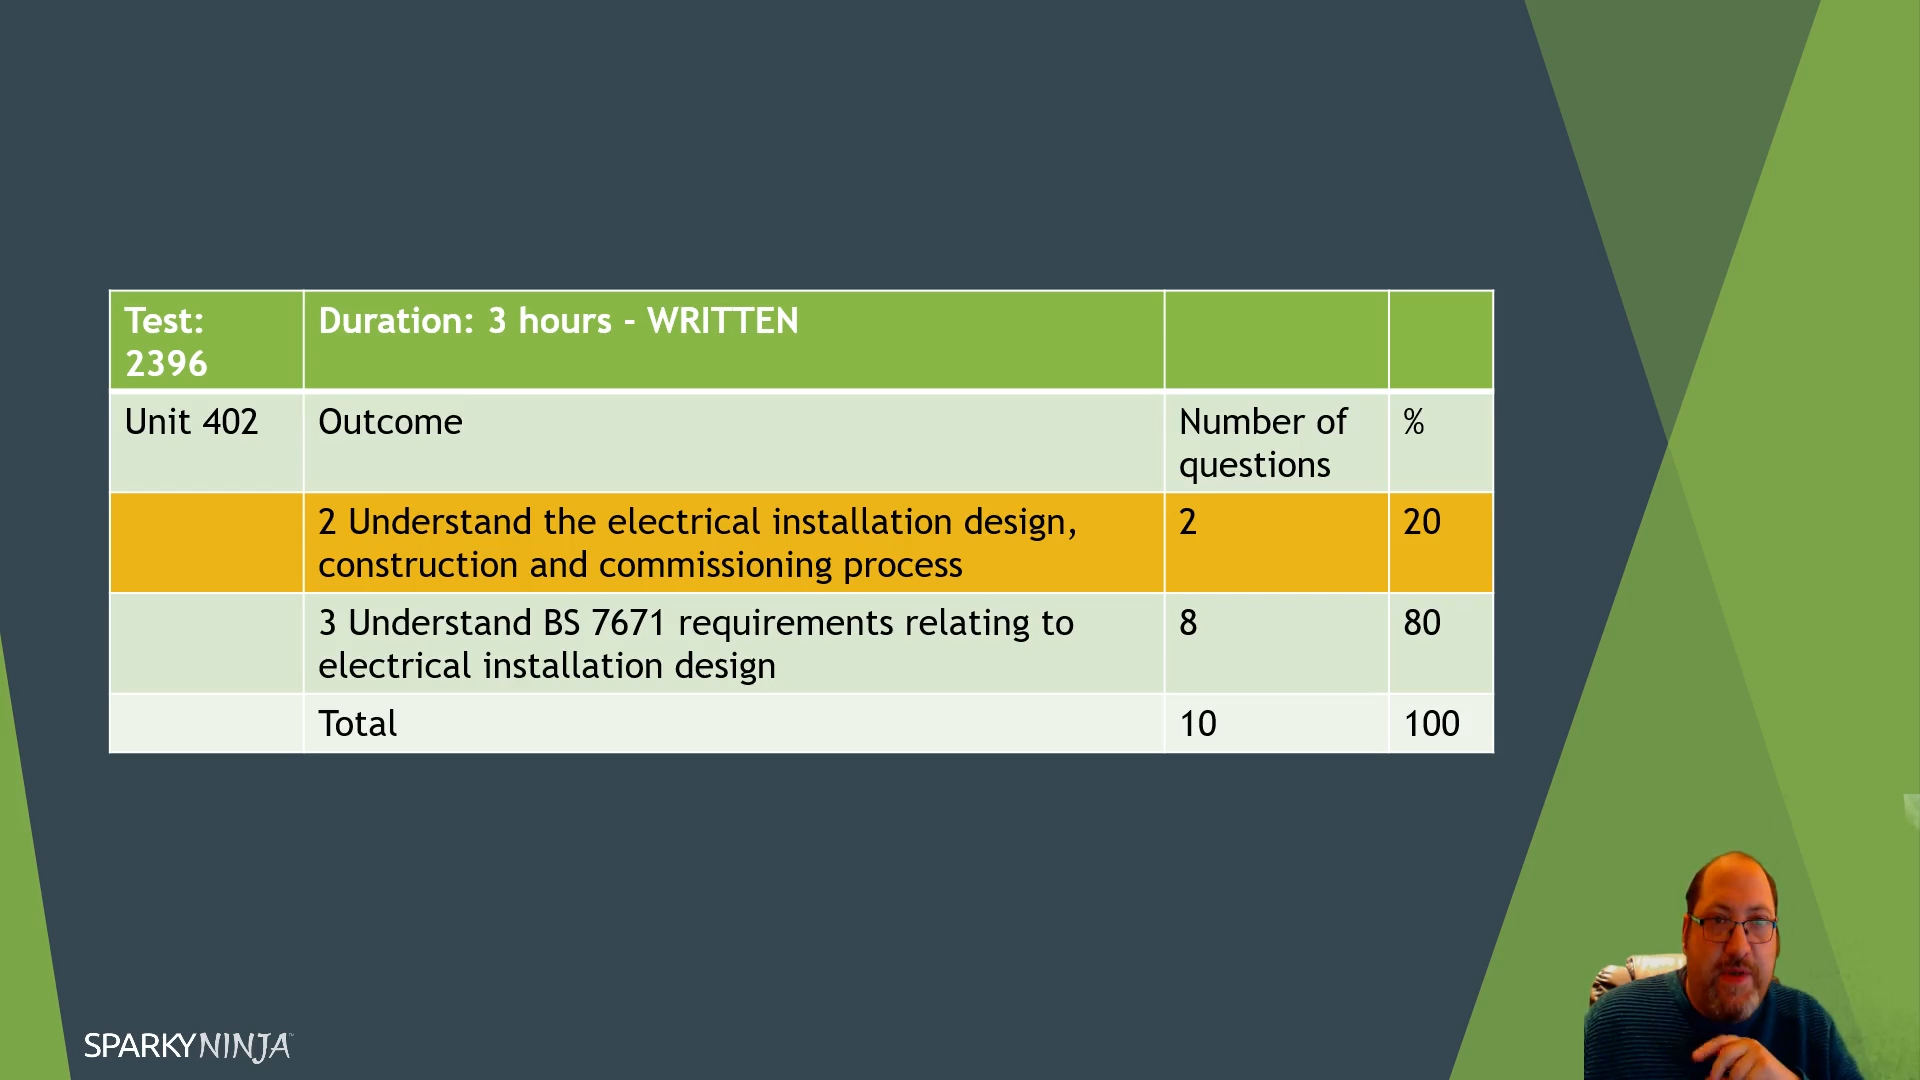 Test:
2396
Duration: 3 hours - WRITTEN
Unit 402
Outcome
Number of
questions
%
2 Understand the electrical installation design,
construction and commissioning process
2
20
3 Understand BS 7671 requirements relating to
electrical installation design
8
80
Total
10
100
SPARKYNINJA™